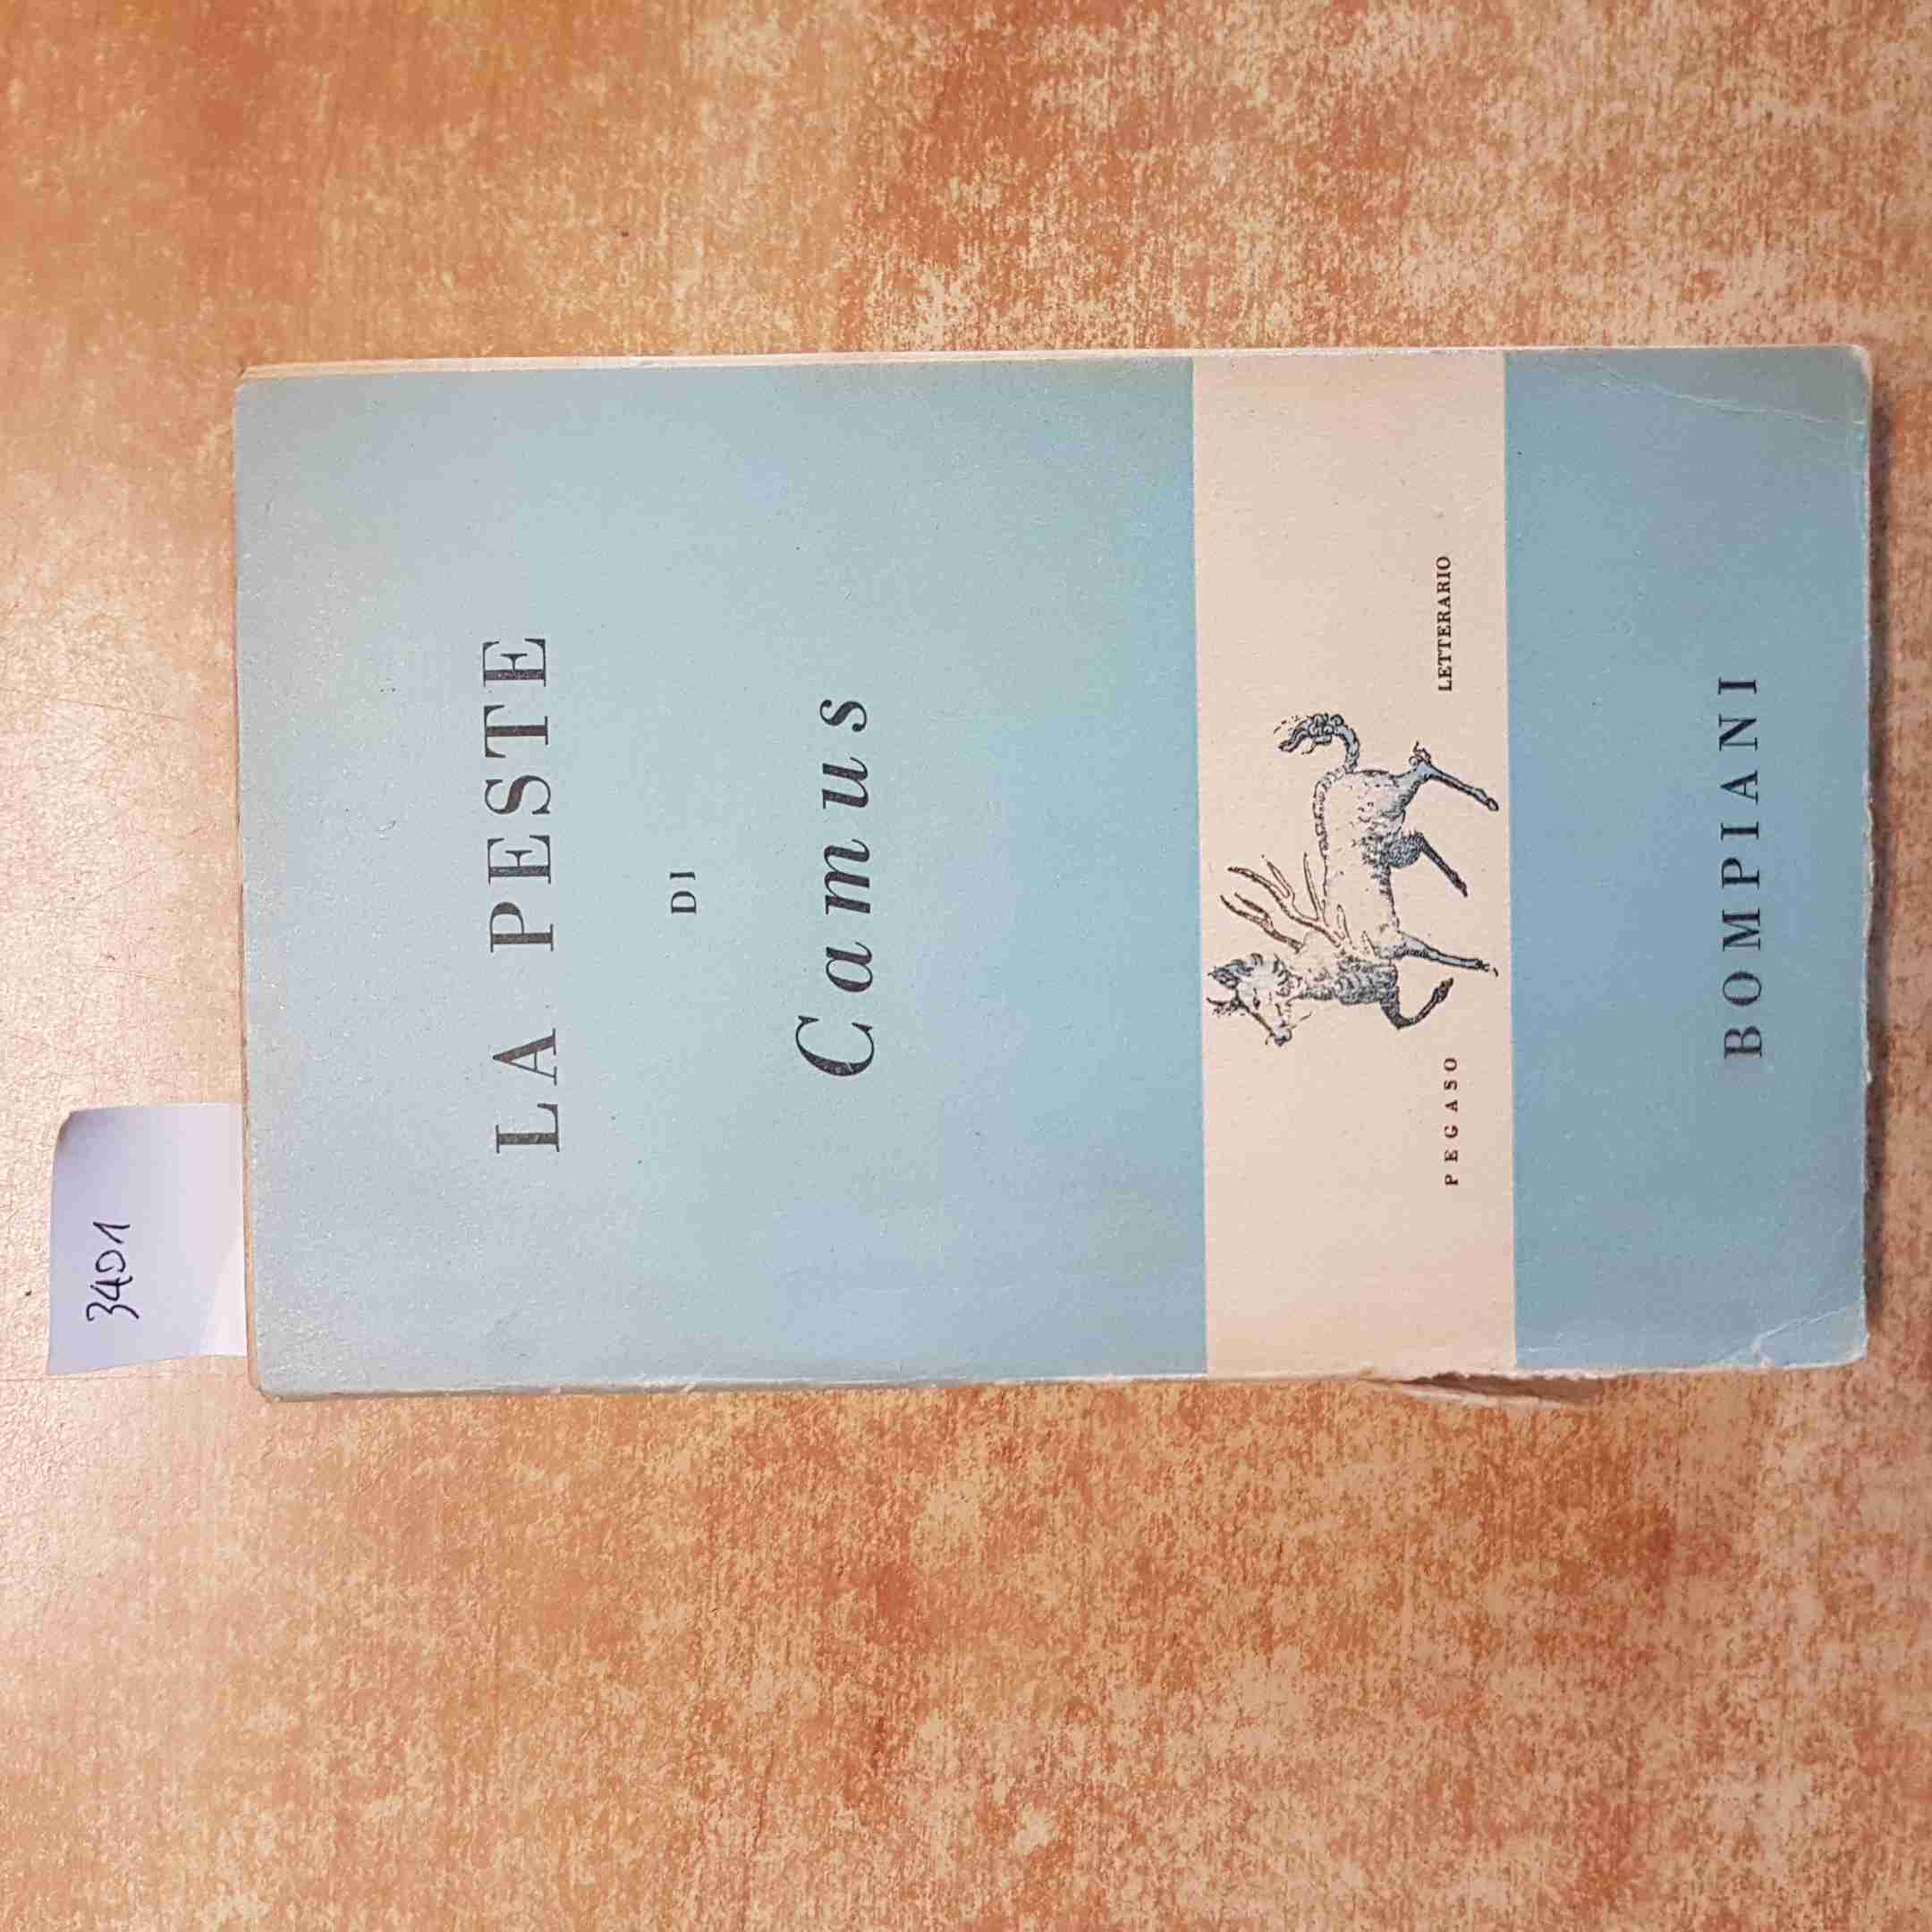 3401
LA PESTE
DI
Camus
PEGASO LETTERARIO
BOMPIANI